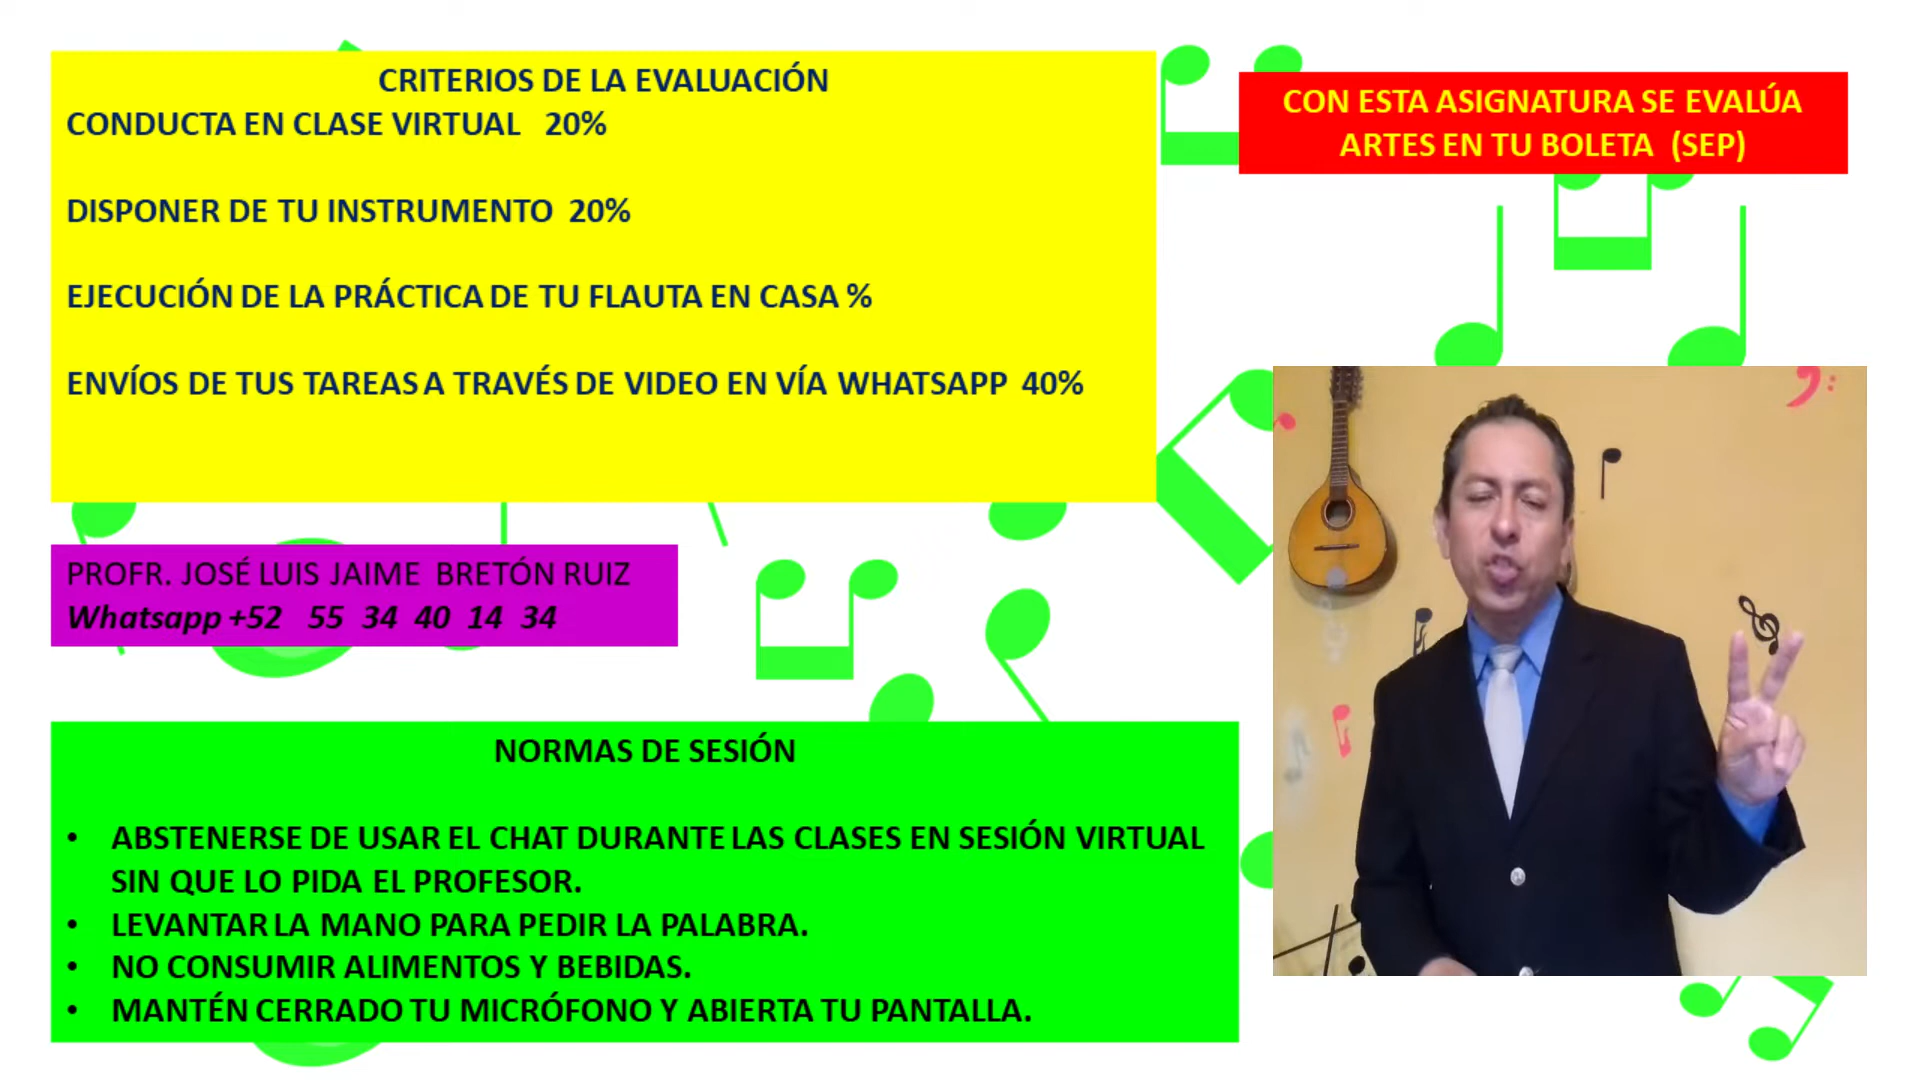 CRITERIOS DE LA EVALUACIÓN
CONDUCTA EN CLASE VIRTUAL 20%
DISPONER DE TU INSTRUMENTO 20%
EJECUCIÓN DE LA PRÁCTICA DE TU FLAUTA EN CASA %
ENVÍOS DE TUS TAREAS A TRAVÉS DE VIDEO EN VÍA WHATSAPP 40%
CON ESTA ASIGNATURA SE EVALÚA
ARTES EN TU BOLETA (SEP)
PROFR. JOSÉ LUIS JAIME BRETÓN RUIZ
Whatsapp +52 55 34 40 14 34
NORMAS DE SESIÓN
• ABSTENERSE DE USAR EL CHAT DURANTE LAS CLASES EN SESIÓN VIRTUAL
SIN QUE LO PIDA EL PROFESOR.
• LEVANTAR LA MANO PARA PEDIR LA PALABRA.
• NO CONSUMIR ALIMENTOS Y BEBIDAS.
• MANTÉN CERRADO TU MICRÓFONO Y ABIERTA TU PANTALLA.